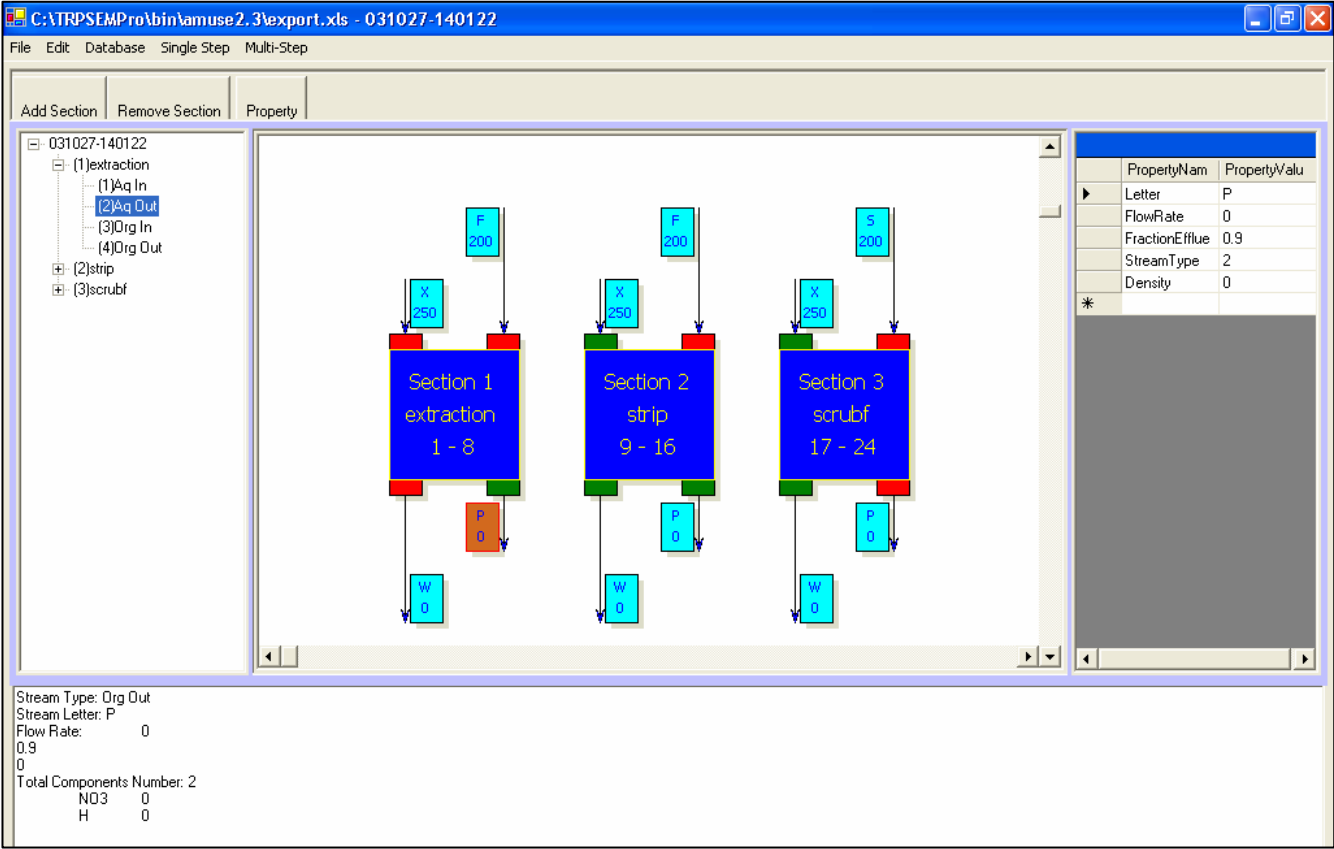 C:\TRPSEMPro\bin\amuse2.3\export.xls - 031027-140122
File Edit Database Single Step Multi-Step
Add Section Remove Section Property
031027-140122
(1)extraction
(1)Aq In
(2)Aq Out
(3)Org In
(4)Org Out
(2)strip
(3)scrubf
F
200
F
200
S
200
X
250
X
250
X
250
Section 1
extraction
1 - 8
Section 2
strip
9 - 16
Section 3
scrubf
17 - 24
P
0
P
0
P
0
W
0
W
0
W
0
PropertyNam PropertyValu
Letter P
FlowRate 0
FractionEfflue 0.9
StreamType 2
Density 0
Stream Type: Org Out
Stream Letter: P
Flow Rate: 0
0.9
0
Total Components Number: 2
NO3 0
H 0